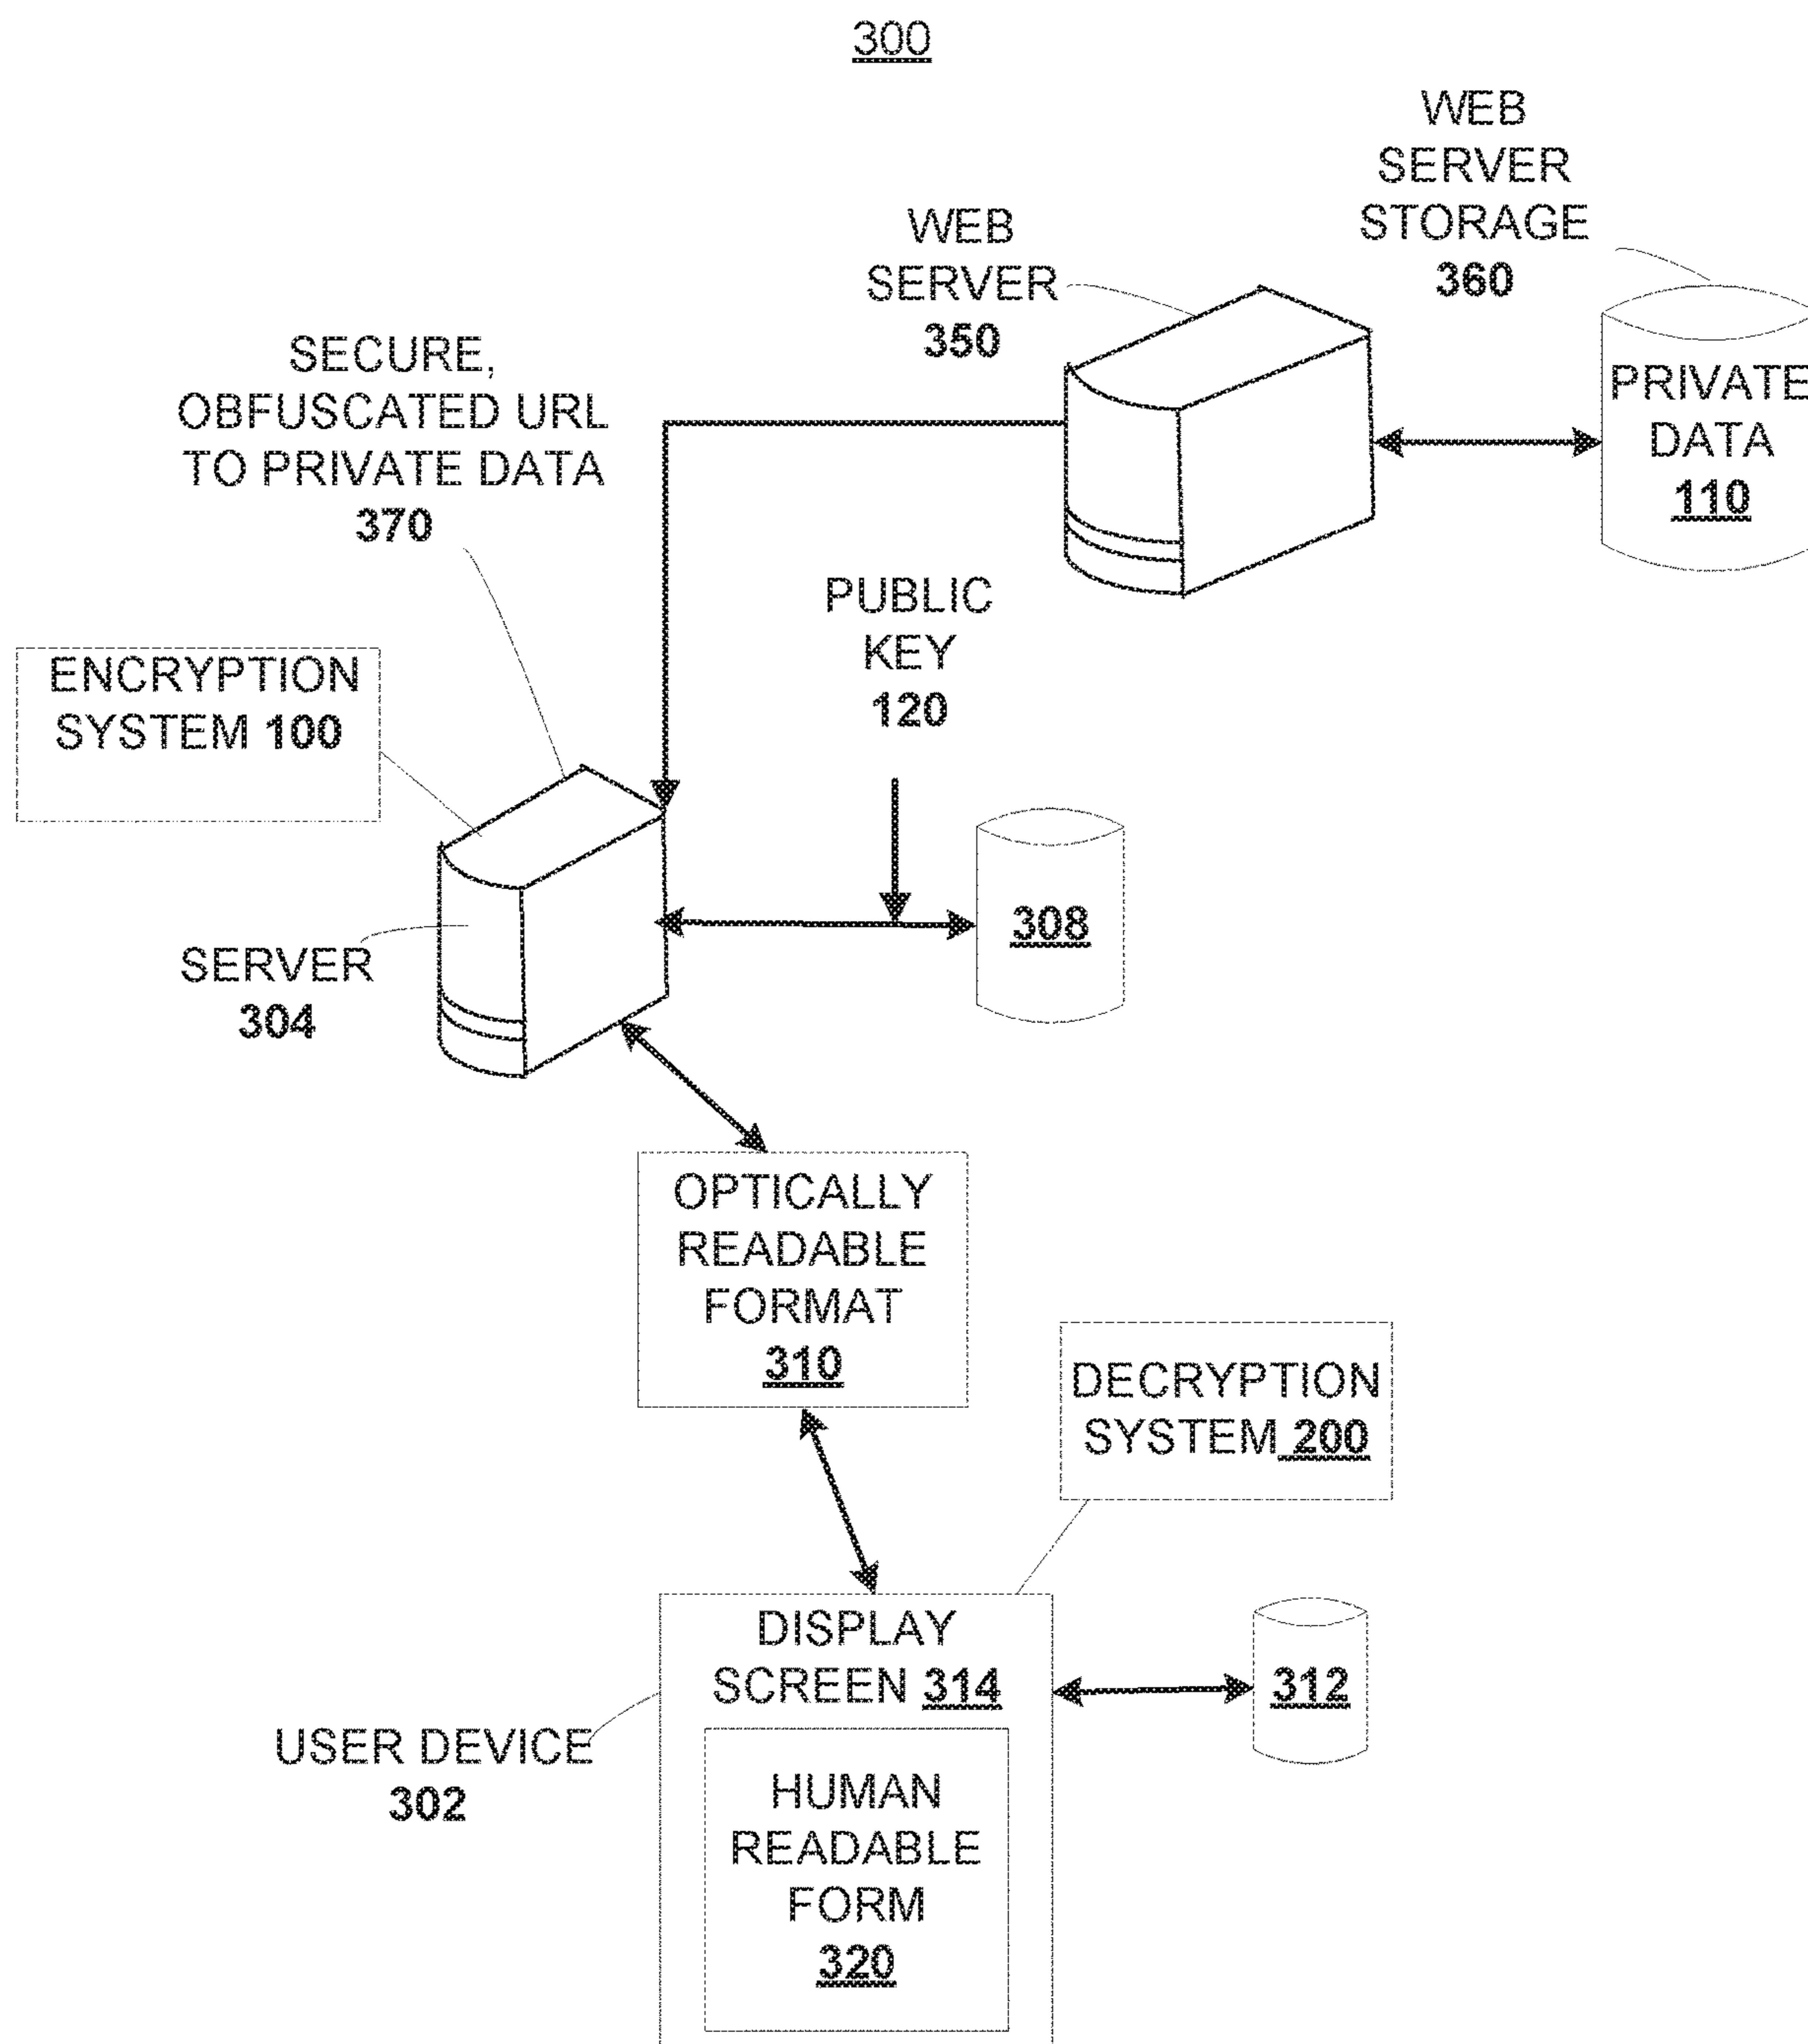 300
WEB
SERVER
STORAGE
360
WEB
SERVER
350
PRIVATE
DATA
110
SECURE,
OBFUSCATED URL
TO PRIVATE DATA
370
PUBLIC
KEY
120
ENCRYPTION
SYSTEM 100
308
SERVER
304
OPTICALLY
READABLE
FORMAT
310
DECRYPTION
SYSTEM 200
DISPLAY
SCREEN 314
312
USER DEVICE
302
HUMAN
READABLE
FORM
320